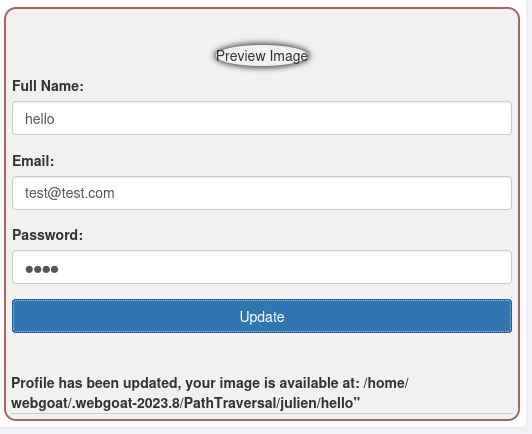 Preview Image
Full Name:
hello
Email:
test@test.com
Password:
●●●●
Update
Profile has been updated, your image is available at: /home/
webgoat/.webgoat-2023.8/PathTraversal/julien/hello"